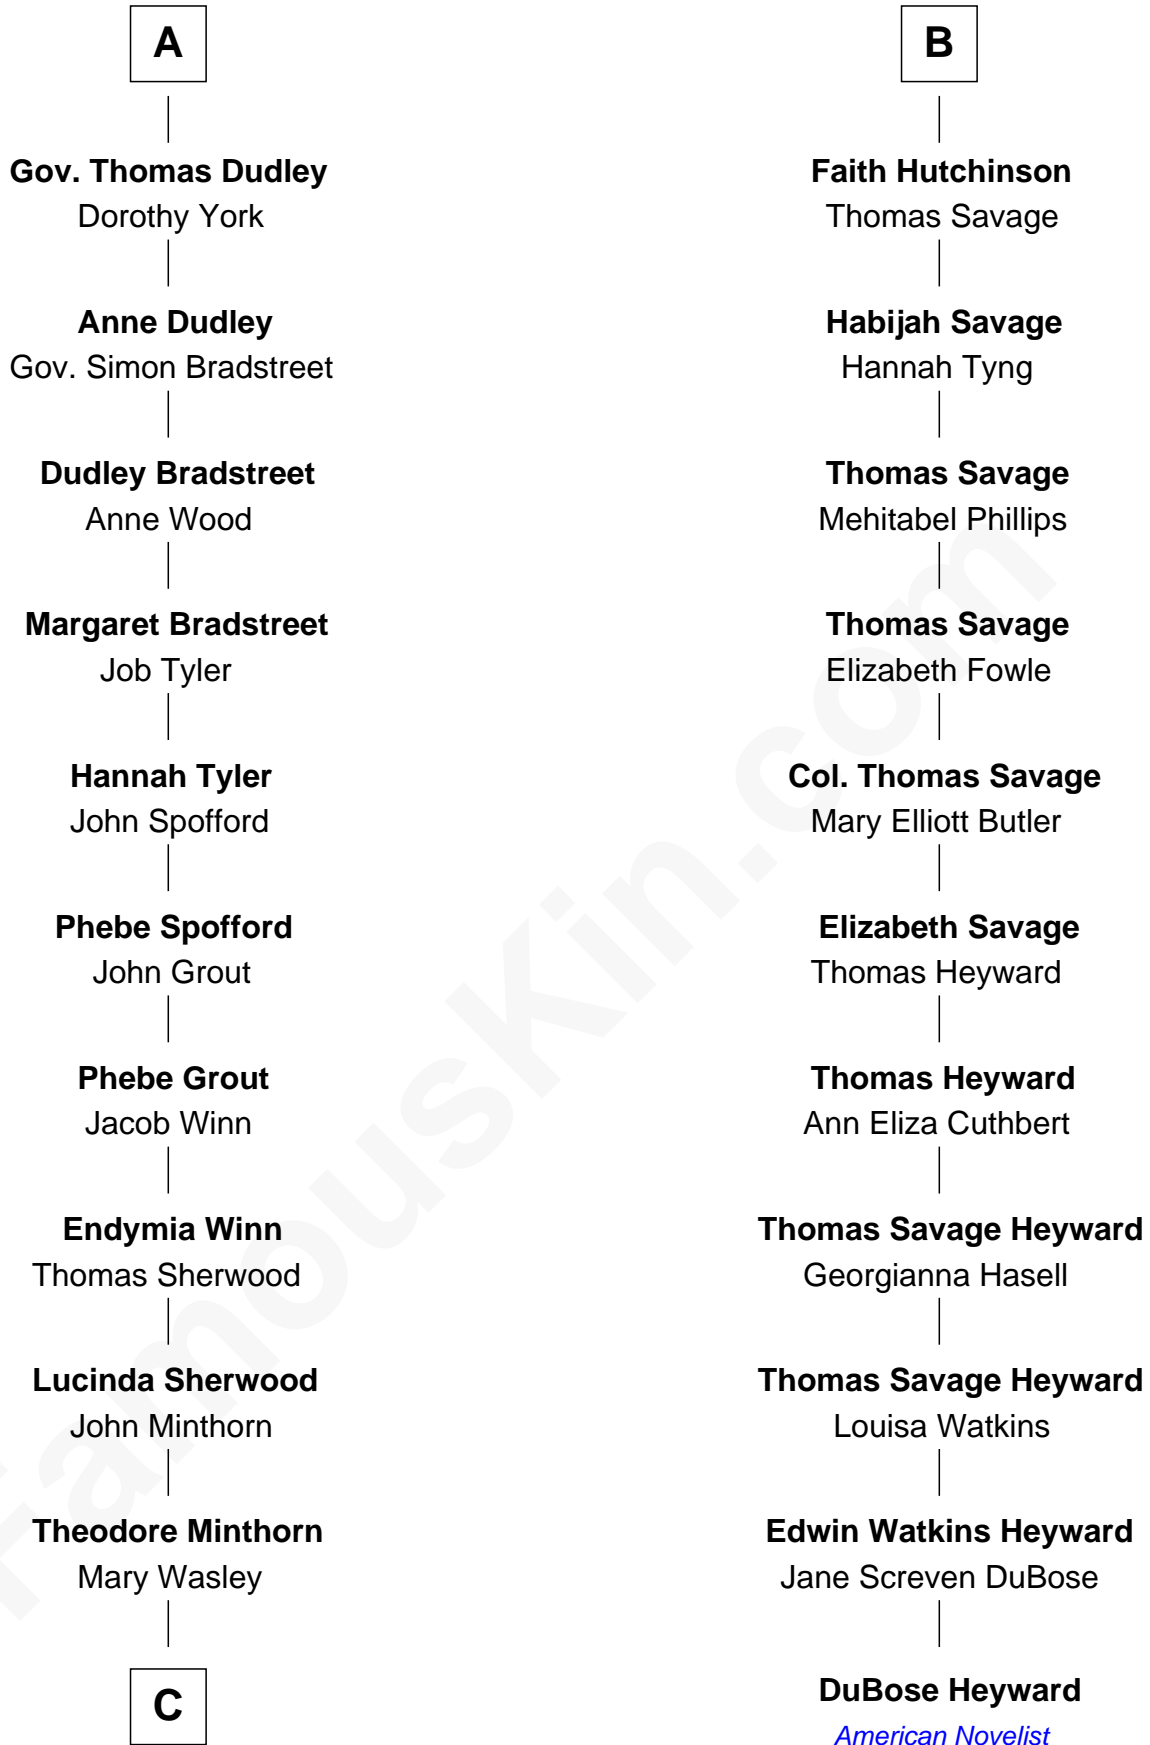 A
Gov. Thomas Dudley
Dorothy York
Anne Dudley
Gov. Simon Bradstreet
Dudley Bradstreet
Anne Wood
Margaret Bradstreet
Job Tyler
Hannah Tyler
John Spofford
Phebe Spofford
John Grout
Phebe Grout
Jacob Winn
Endymia Winn
Thomas Sherwood
Lucinda Sherwood
John Minthorn
Theodore Minthorn
Mary Wasley
C
B
Faith Hutchinson
Thomas Savage
Habijah Savage
Hannah Tyng
Thomas Savage
Mehitabel Phillips
Thomas Savage
Elizabeth Fowle
Col. Thomas Savage
Mary Elliott Butler
Elizabeth Savage
Thomas Heyward
Thomas Heyward
Ann Eliza Cuthbert
Thomas Savage Heyward
Georgianna Hasell
Thomas Savage Heyward
Louisa Watkins
Edwin Watkins Heyward
Jane Screven DuBose
DuBose Heyward
American Novelist
FamousKin.com